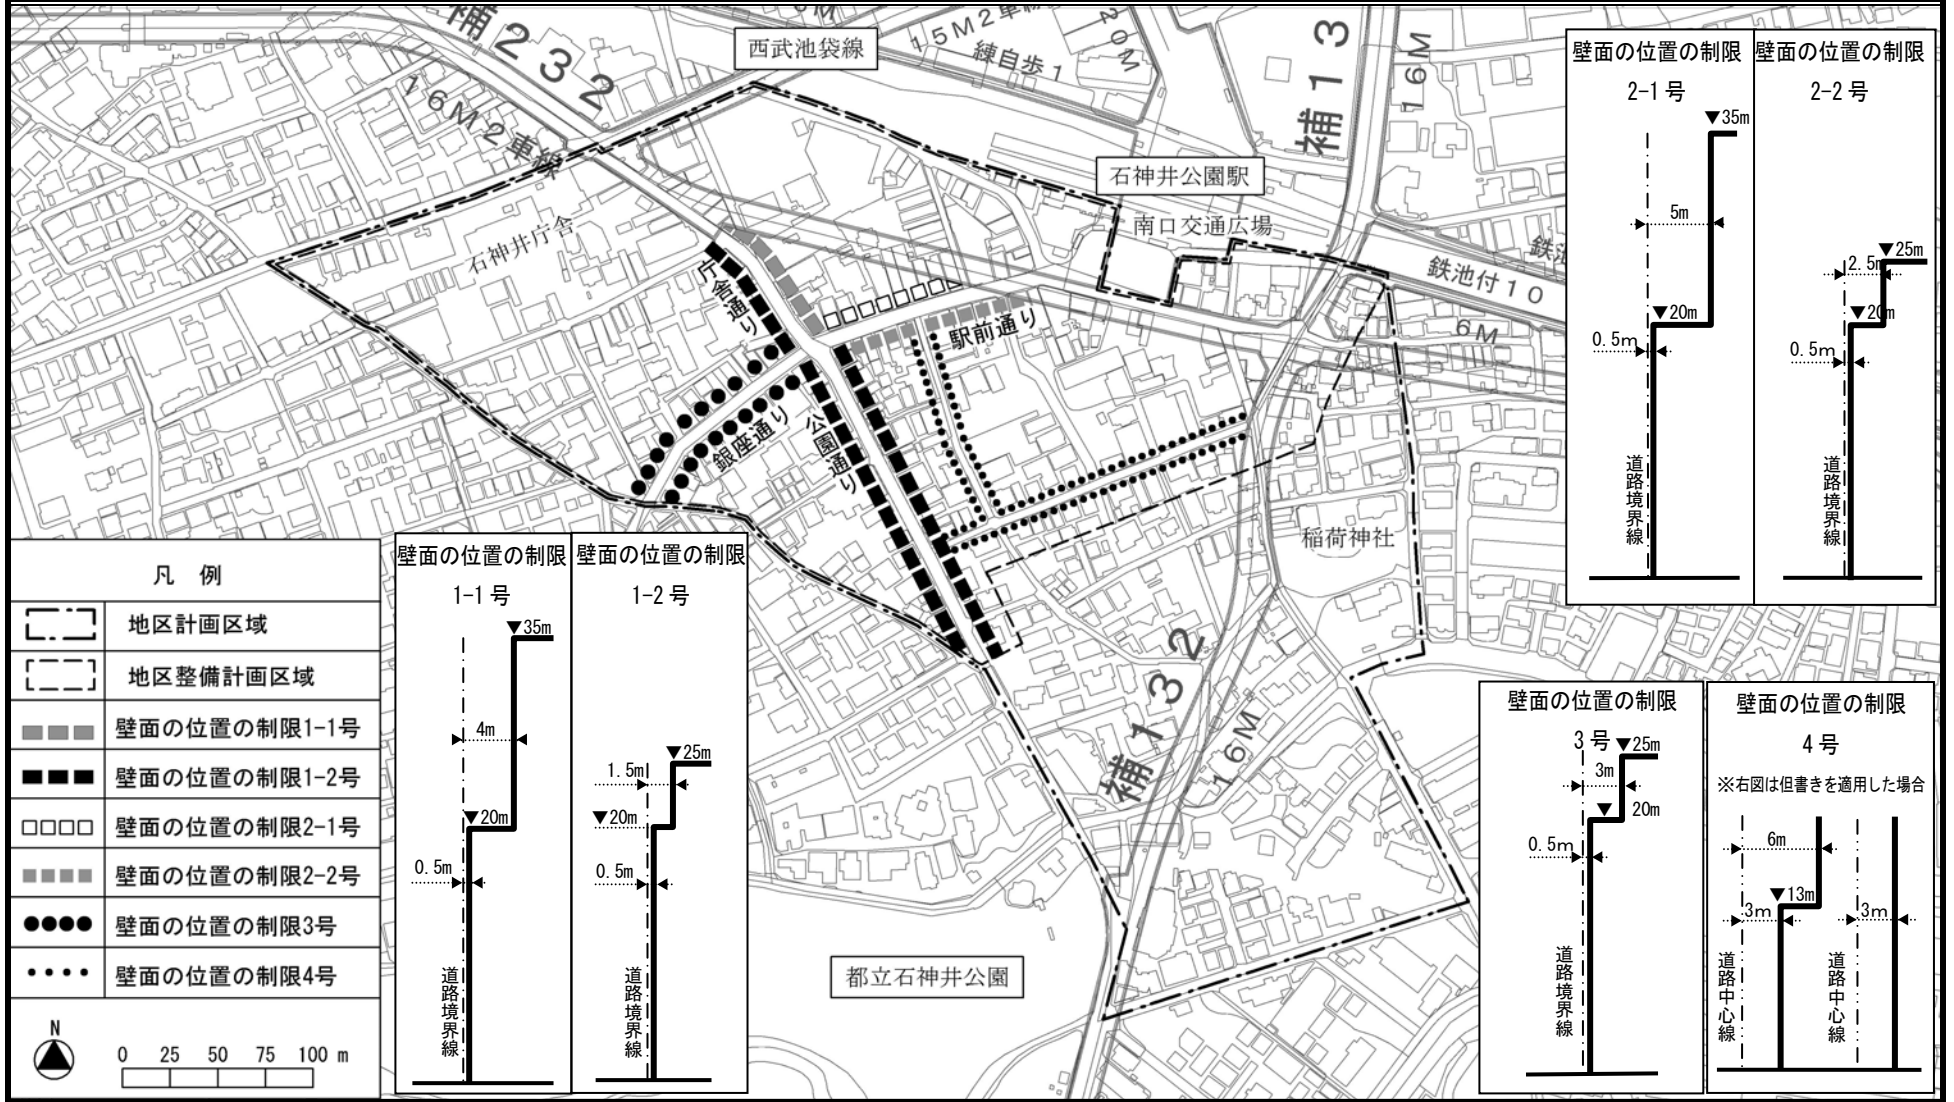 補232
16M2車線
西武池袋線
15M2車線
練自歩1
20M
補13
16M
石神井公園駅
南口交通広場
鉄池付10
鉄池
6M
石神井庁舎
庁舎通り
駅前通り
銀座通り
公園通り
稲荷神社
補132
16M
都立石神井公園
壁面の位置の制限
2-1号
▼35m
5m
▼20m
0.5m
道路境界線
壁面の位置の制限
2-2号
▼25m
2.5m
▼20m
0.5m
道路境界線
凡 例
地区計画区域
地区整備計画区域
壁面の位置の制限1-1号
壁面の位置の制限1-2号
壁面の位置の制限2-1号
壁面の位置の制限2-2号
壁面の位置の制限3号
壁面の位置の制限4号
N
0 25 50 75 100 m
壁面の位置の制限
1-1号
▼35m
4m
▼20m
0.5m
道路境界線
壁面の位置の制限
1-2号
▼25m
1.5m
▼20m
0.5m
道路境界線
壁面の位置の制限
3号
▼25m
3m
▼20m
0.5m
道路境界線
壁面の位置の制限
4号
※右図は但書きを適用した場合
6m
▼13m
3m
3m
道路中心線
道路中心線